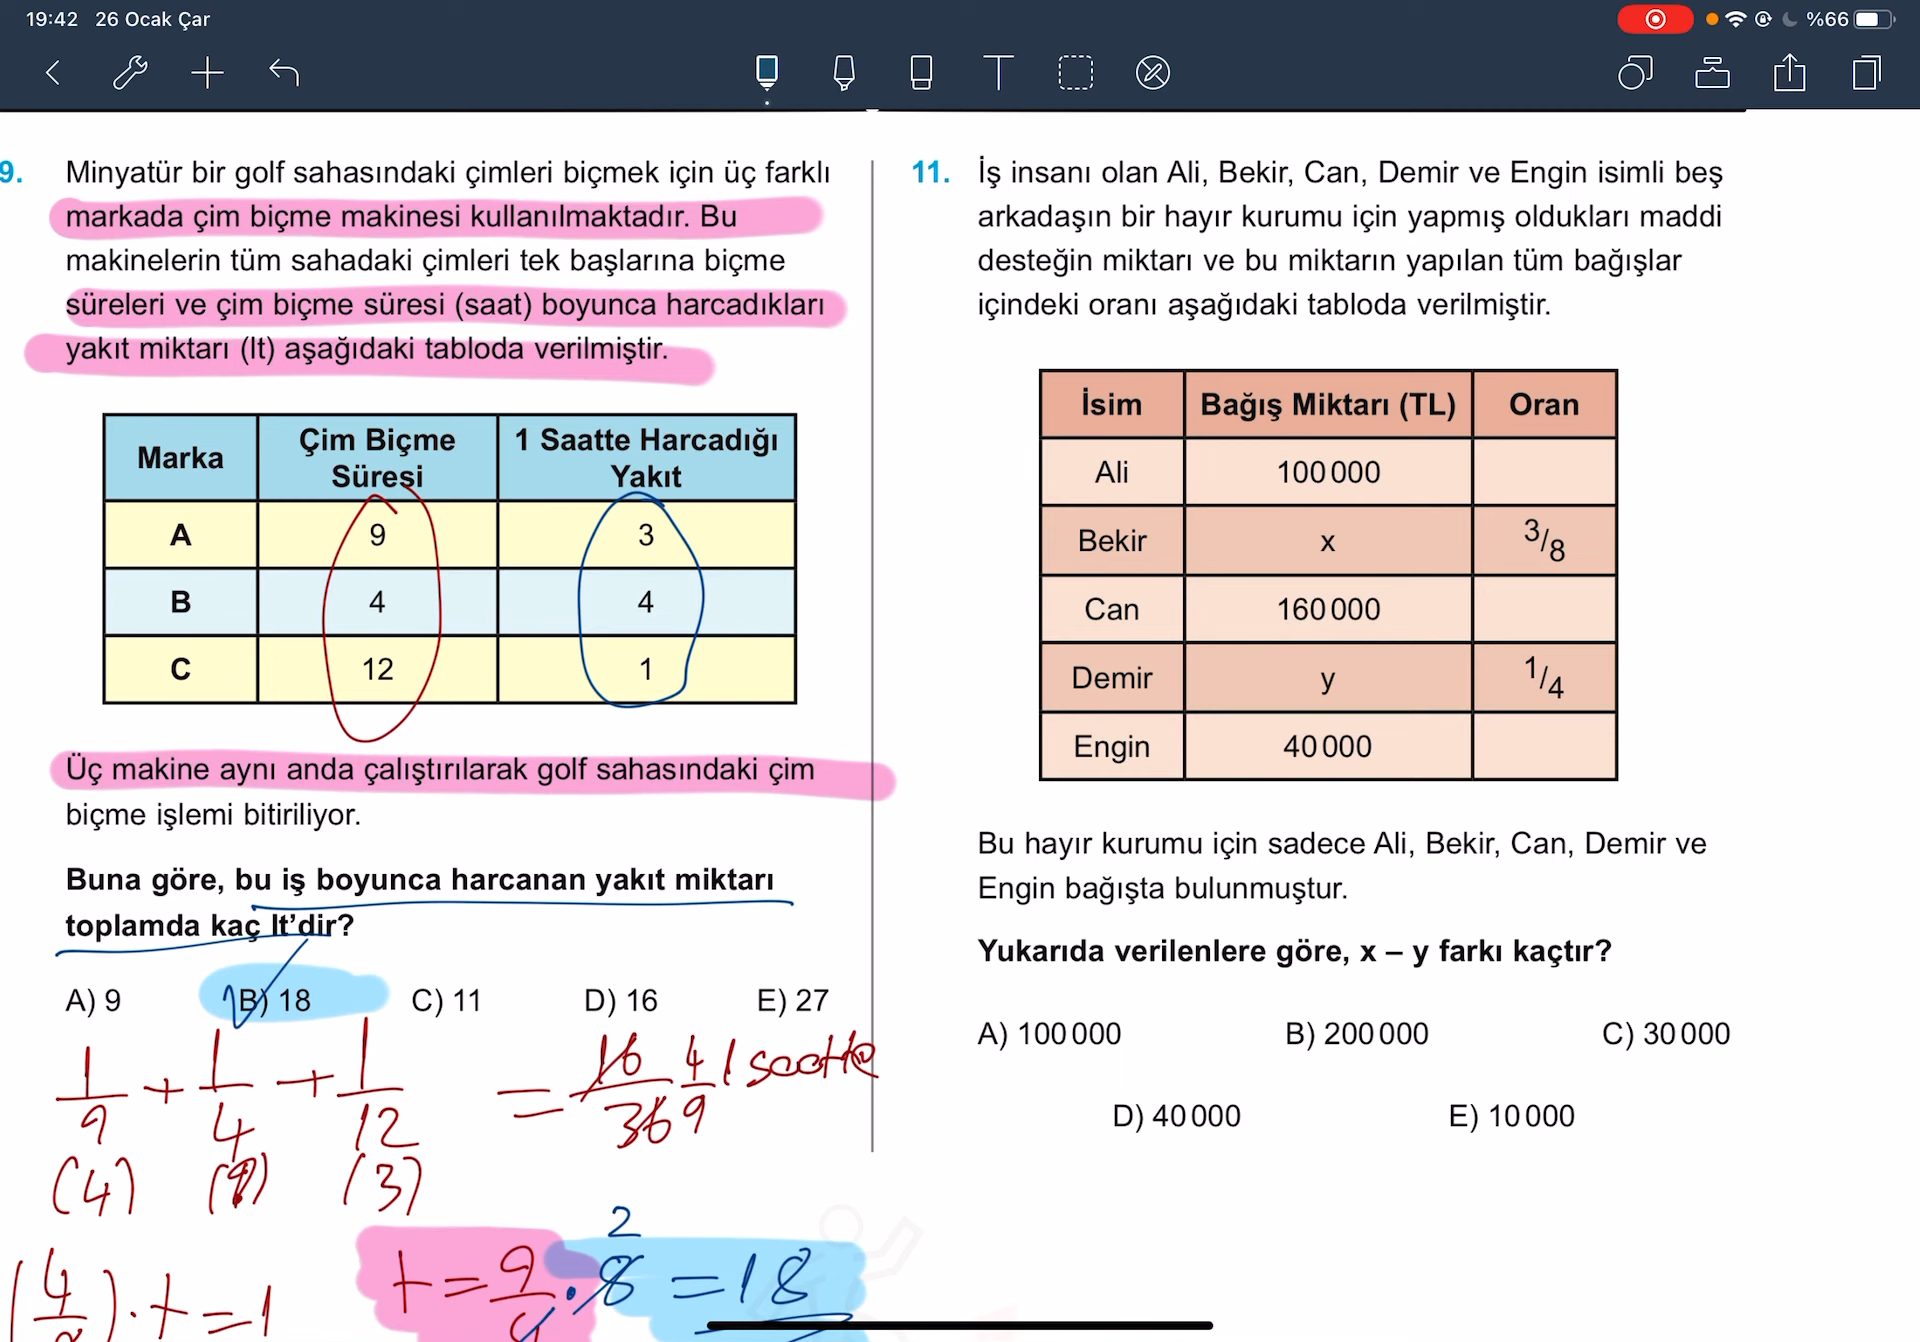 19:42 26 Ocak Çar
%66
9. Minyatür bir golf sahasındaki çimleri biçmek için üç farklı
markada çim biçme makinesi kullanılmaktadır. Bu
makinelerin tüm sahadaki çimleri tek başlarına biçme
süreleri ve çim biçme süresi (saat) boyunca harcadıkları
yakıt miktarı (lt) aşağıdaki tabloda verilmiştir.
Marka Çim Biçme Süresi 1 Saatte Harcadığı Yakıt
A 9 3
B 4 4
C 12 1
Üç makine aynı anda çalıştırılarak golf sahasındaki çim
biçme işlemi bitiriliyor.
Buna göre, bu iş boyunca harcanan yakıt miktarı
toplamda kaç lt'dir?
A) 9 B) 18 C) 11 D) 16 E) 27
1/9 + 1/4 + 1/12 = 16/36 4/9 1 saatte
(4) (9) (3)
2
t = 9/4 . 8 = 18
. t = 1
11. İş insanı olan Ali, Bekir, Can, Demir ve Engin isimli beş
arkadaşın bir hayır kurumu için yapmış oldukları maddi
desteğin miktarı ve bu miktarın yapılan tüm bağışlar
içindeki oranı aşağıdaki tabloda verilmiştir.
İsim Bağış Miktarı (TL) Oran
Ali 100 000
Bekir x 3/8
Can 160 000
Demir y 1/4
Engin 40 000
Bu hayır kurumu için sadece Ali, Bekir, Can, Demir ve
Engin bağışta bulunmuştur.
Yukarıda verilenlere göre, x – y farkı kaçtır?
A) 100 000 B) 200 000 C) 30 000
D) 40 000 E) 10 000